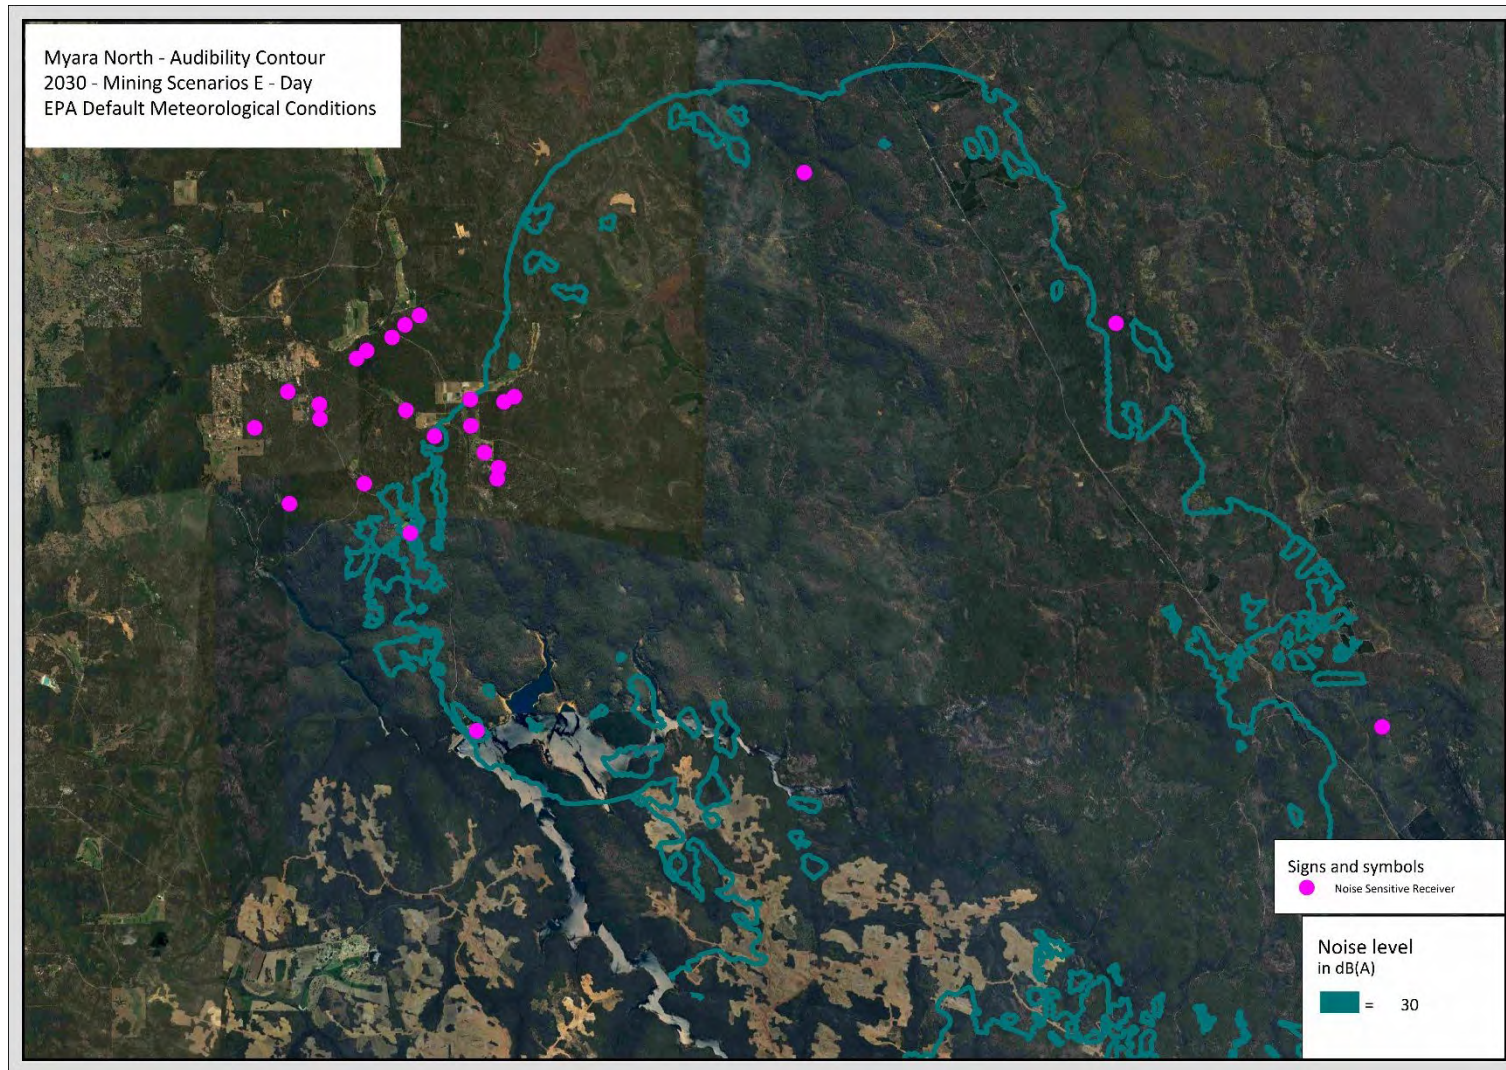 Myara North - Audibility Contour
2030 - Mining Scenarios E - Day
EPA Default Meteorological Conditions
Signs and symbols
Noise Sensitive Receiver
Noise level
in dB(A)
= 30